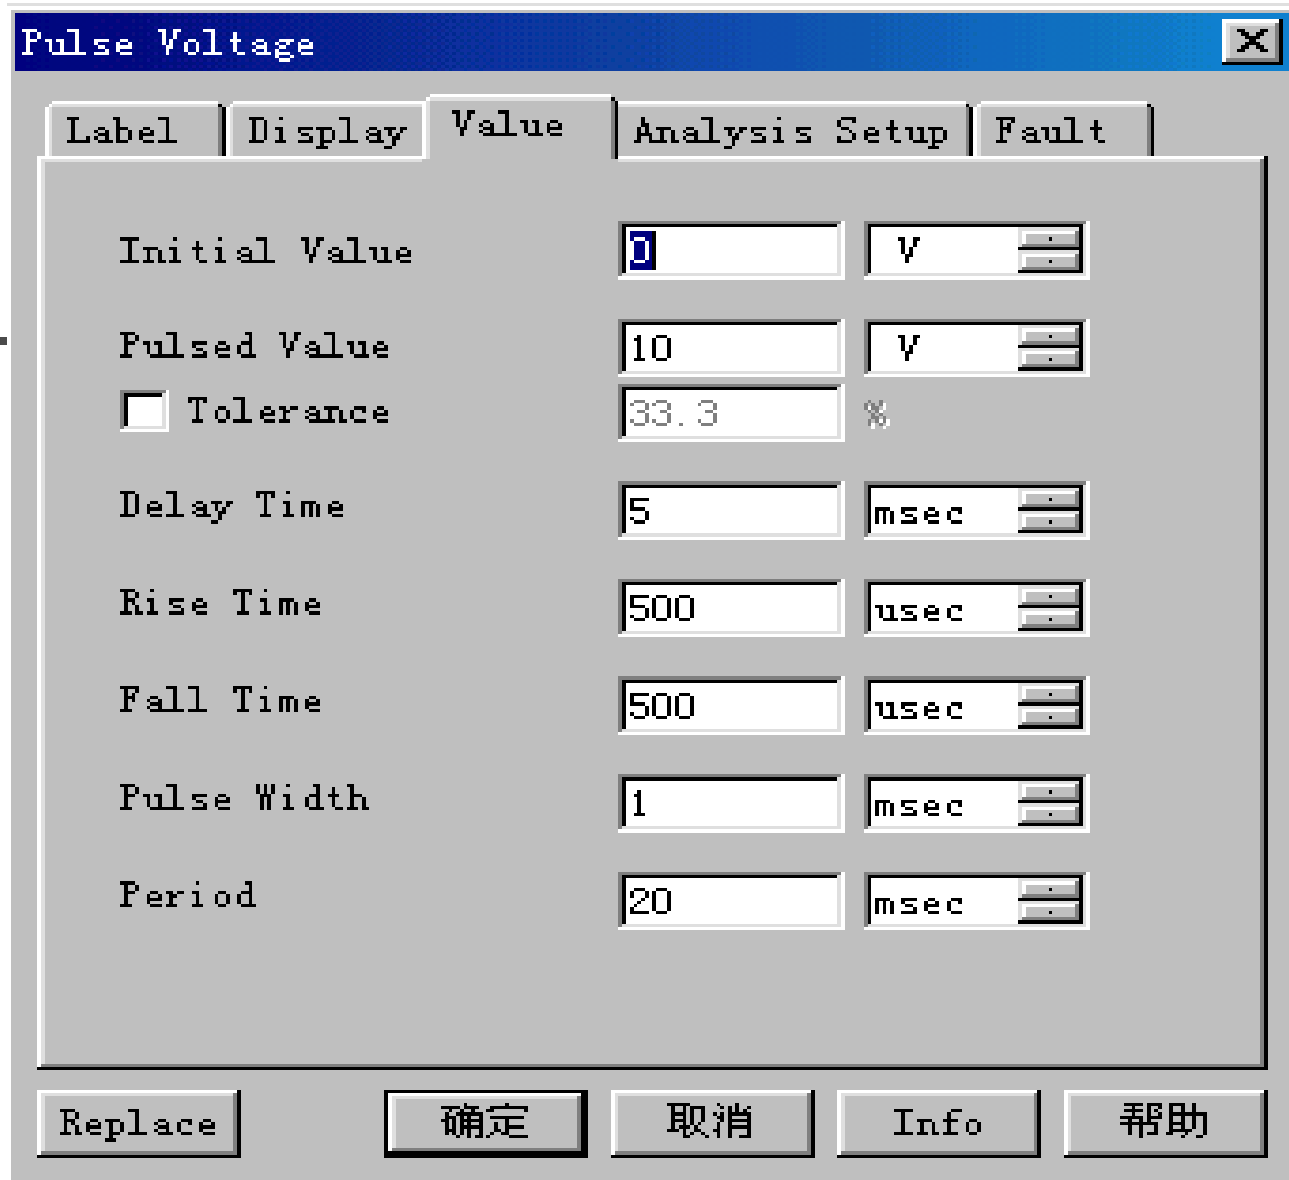 Pulse Voltage
Label Display Value Analysis Setup Fault
Initial Value 0 V
Pulsed Value 10 V
Tolerance 33.3 %
Delay Time 5 msec
Rise Time 500 usec
Fall Time 500 usec
Pulse Width 1 msec
Period 20 msec
Replace 确定 取消 Info 帮助